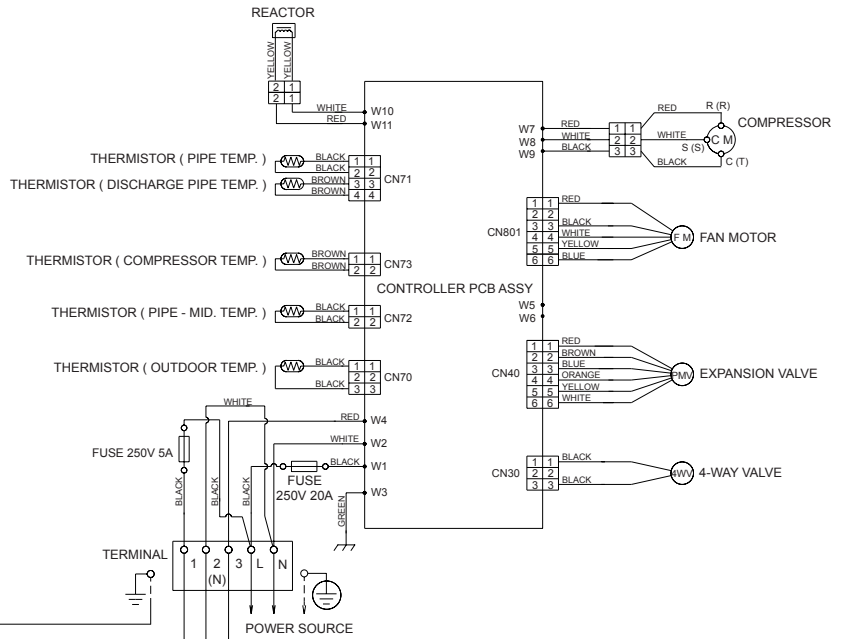 REACTOR
YELLOW
YELLOW
2 1
2 1
WHITE
W10
RED
W11
THERMISTOR ( PIPE TEMP. )
BLACK
1 1
BLACK
2 2
THERMISTOR ( DISCHARGE PIPE TEMP. )
BROWN
3 3
BROWN
4 4
CN71
THERMISTOR ( COMPRESSOR TEMP. )
BROWN
1 1
BROWN
2 2
CN73
THERMISTOR ( PIPE - MID. TEMP. )
BLACK
1 1
BLACK
2 2
CN72
THERMISTOR ( OUTDOOR TEMP. )
BLACK
1 1
2 2
BLACK
3 3
CN70
CONTROLLER PCB ASSY
W7
RED
1 1
W8
WHITE
2 2
W9
BLACK
3 3
RED
R (R)
WHITE
S (S)
C M
BLACK
C (T)
COMPRESSOR
CN801
1 1
RED
2 2
3 3
BLACK
4 4
WHITE
5 5
YELLOW
6 6
BLUE
F M
FAN MOTOR
W5
W6
CN40
1 1
RED
2 2
BROWN
3 3
BLUE
4 4
ORANGE
5 5
YELLOW
6 6
WHITE
PMV
EXPANSION VALVE
CN30
1 1
BLACK
2 2
3 3
BLACK
4WV
4-WAY VALVE
WHITE
RED
W4
WHITE
W2
BLACK
W1
W3
FUSE 250V 5A
FUSE
250V 20A
BLACK
BLACK
BLACK
GREEN
TERMINAL
1 2 3 L N
(N)
POWER SOURCE